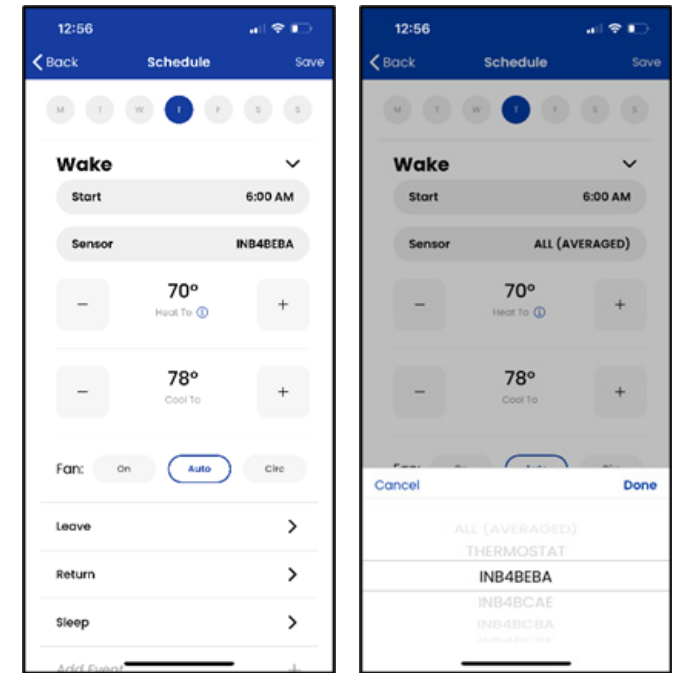 12:56
Back Schedule Save
M T W T F S S
Wake
Start 6:00 AM
Sensor INB4BEBA
− 70° +
Heat To
− 78° +
Cool To
Fan: On Auto Circ
Leave
Return
Sleep
Add Event +
12:56
Back Schedule Save
M T W T F S S
Wake
Start 6:00 AM
Sensor ALL (AVERAGED)
− 70° +
Heat To
− 78° +
Cool To
Cancel Done
ALL (AVERAGED)
THERMOSTAT
INB4BEBA
INB4BCAE
INB4BCBA